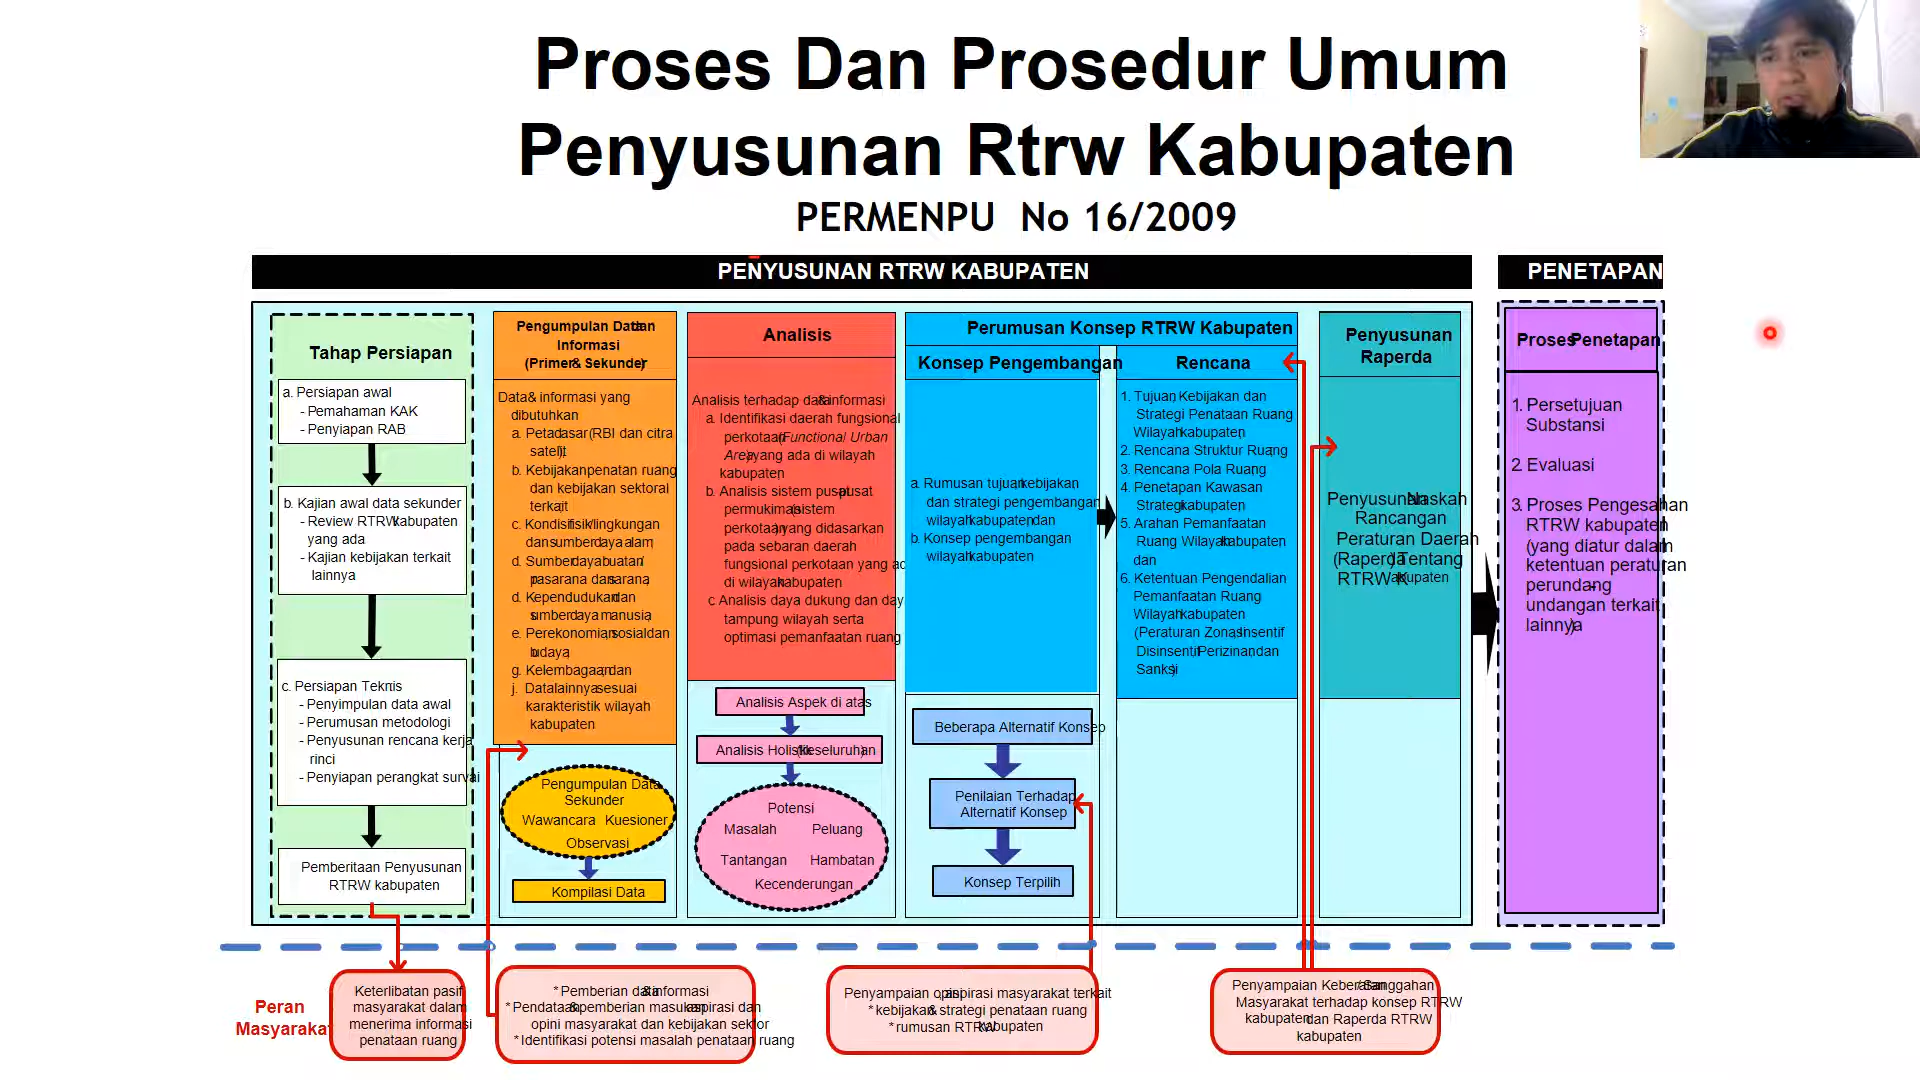 Proses Dan Prosedur Umum
Penyusunan Rtrw Kabupaten
PERMENPU No 16/2009
PENYUSUNAN RTRW KABUPATEN
PENETAPAN
Tahap Persiapan
a. Persiapan awal
- Pemahaman KAK
- Penyiapan RAB
b. Kajian awal data sekunder
- Review RTRW kabupaten
yang ada
- Kajian kebijakan terkait
lainnya
c. Persiapan Teknis
- Penyimpulan data awal
- Perumusan metodologi
- Penyusunan rencana kerja
rinci
- Penyiapan perangkat survai
Pemberitaan Penyusunan
RTRW kabupaten
Pengumpulan Data dan
Informasi
(Primer & Sekunder)
Data & informasi yang
dibutuhkan
a. Peta dasar (RBI dan citra
satelit),
b. Kebijakan penatan ruang
dan kebijakan sektoral
terkait,
c. Kondisi fisik/lingkungan
dan sumber daya alam,
d. Sumber daya buatan/
prasarana dan sarana,
d. Kependudukan dan
sumber daya manusia,
e. Perekonomian, sosial dan
budaya,
g. Kelembagaan, dan
j. Data lainnya sesuai
karakteristik wilayah
kabupaten
Pengumpulan Data
Sekunder
Wawancara Kuesioner
Observasi
Kompilasi Data
Analisis
Analisis terhadap data & informasi
a. Identifikasi daerah fungsional
perkotaan (Functional Urban
Area) yang ada di wilayah
kabupaten,
b. Analisis sistem pusat-pusat
permukiman (sistem
perkotaan) yang didasarkan
pada sebaran daerah
fungsional perkotaan yang ad
di wilayah kabupaten,
c. Analisis daya dukung dan day
tampung wilayah serta
optimasi pemanfaatan ruang
Analisis Aspek di atas
Analisis Holistik (keseluruhan)
Potensi
Masalah Peluang
Tantangan Hambatan
Kecenderungan
Perumusan Konsep RTRW Kabupaten
Konsep Pengembangan
a. Rumusan tujuan, kebijakan,
dan strategi pengembangan
wilayah kabupaten, dan
b. Konsep pengembangan
wilayah kabupaten
Beberapa Alternatif Konsep
Penilaian Terhadap
Alternatif Konsep
Konsep Terpilih
Rencana
1. Tujuan, Kebijakan dan
Strategi Penataan Ruang
Wilayah kabupaten,
2. Rencana Struktur Ruang,
3. Rencana Pola Ruang,
4. Penetapan Kawasan
Strategi kabupaten,
5. Arahan Pemanfaatan
Ruang Wilayah kabupaten
dan
6. Ketentuan Pengendalian
Pemanfaatan Ruang
Wilayah kabupaten
(Peraturan Zonasi, Insentif
Disinsentif, Perizinan, dan
Sanksi)
Penyusunan
Raperda
Penyusunan Naskah
Rancangan
Peraturan Daerah
(Raperda) Tentang
RTRW Kabupaten
Proses Penetapan
1. Persetujuan
Substansi
2. Evaluasi
3. Proses Pengesahan
RTRW kabupaten
(yang diatur dalam
ketentuan peraturan
perundang-
undangan terkait
lainnya)
Peran
Masyarakat
Keterlibatan pasif
masyarakat dalam
menerima informasi
penataan ruang
* Pemberian data & informasi
* Pendataan & pemberian masukan aspirasi dan
opini masyarakat dan kebijakan sektor
* Identifikasi potensi masalah penataan ruang
Penyampaian opini, aspirasi masyarakat terkait
* kebijakan & strategi penataan ruang
* rumusan RTRW kabupaten
Penyampaian Keberatan/Sanggahan
Masyarakat terhadap konsep RTRW
kabupaten dan Raperda RTRW
kabupaten